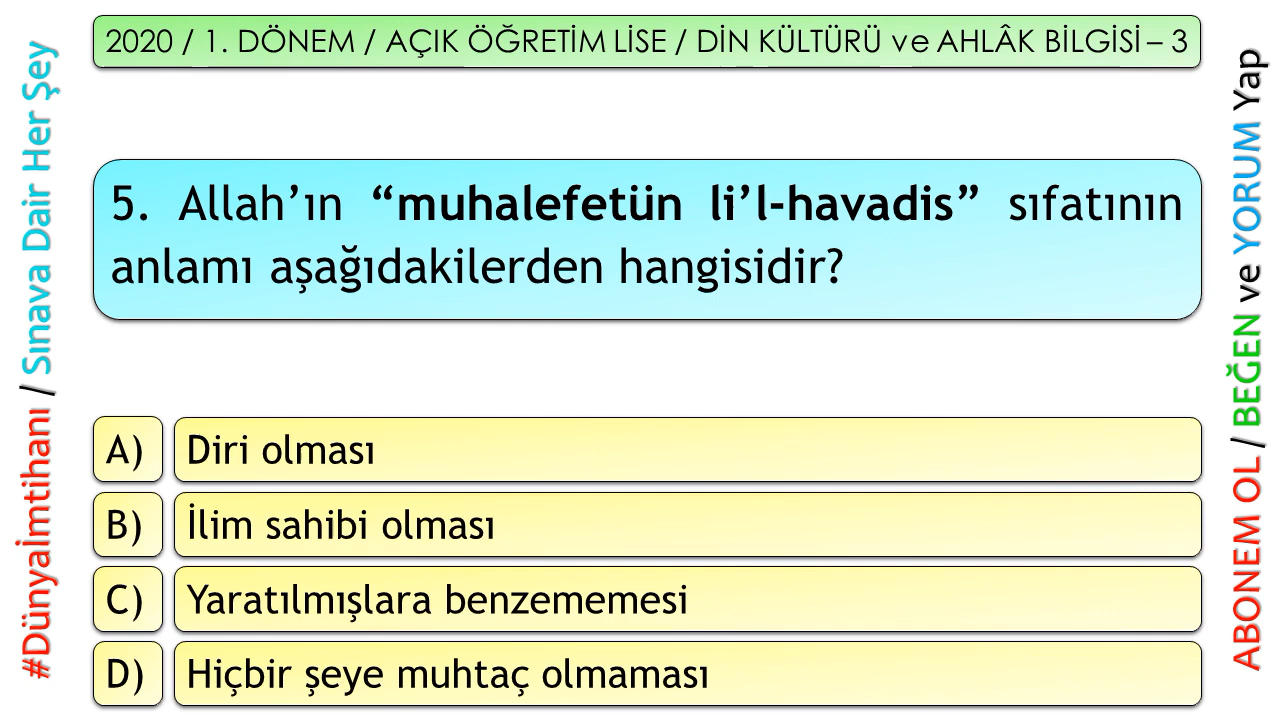 2020 / 1. DÖNEM / AÇIK ÖĞRETİM LİSE / DİN KÜLTÜRÜ ve AHLÂK BİLGİSİ – 3
#Dünyaİmtihanı / Sınava Dair Her Şey
5. Allah’ın “muhalefetün li’l-havadis” sıfatının
anlamı aşağıdakilerden hangisidir?
A) Diri olması
B) İlim sahibi olması
C) Yaratılmışlara benzememesi
D) Hiçbir şeye muhtaç olmaması
ABONEM OL / BEĞEN ve YORUM Yap